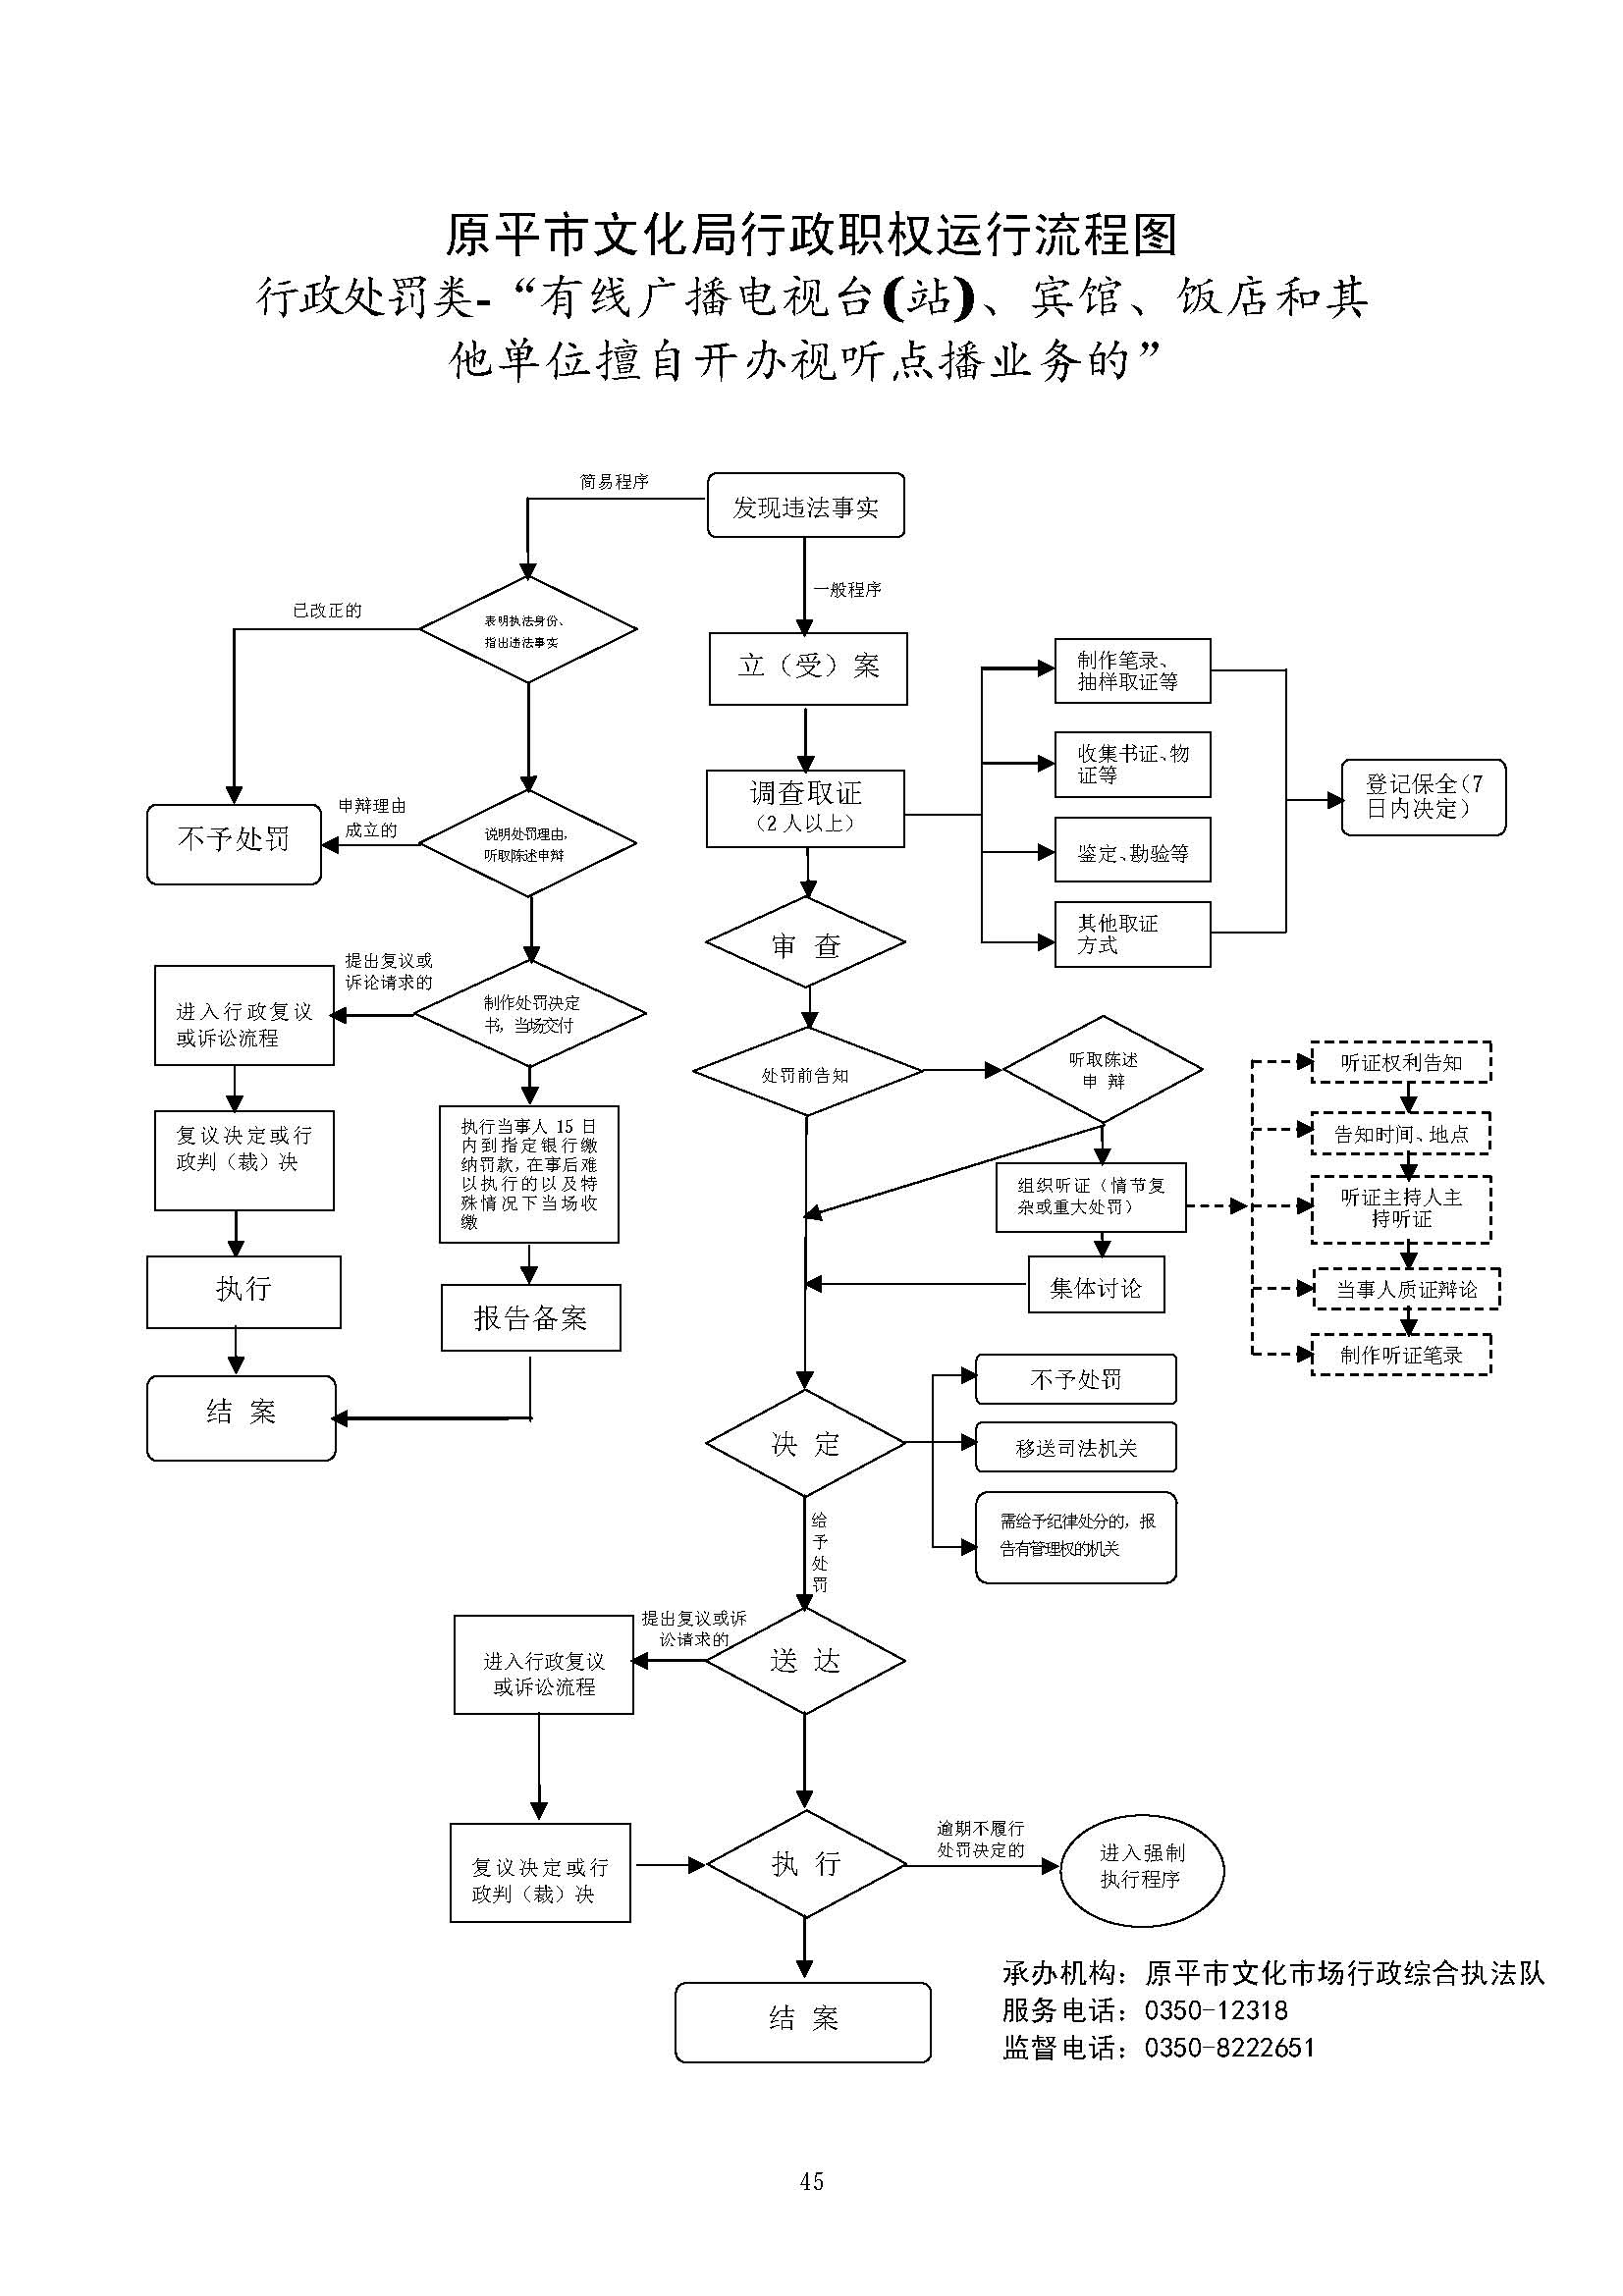 原平市文化局行政职权运行流程图
行政处罚类-“有线广播电视台(站)、宾馆、饭店和其
他单位擅自开办视听点播业务的”
简易程序
发现违法事实
一般程序
已改正的
表明执法身份、
指出违法事实
立（受）案
制作笔录、
抽样取证等
收集书证、物
证等
登记保全（7
日内决定）
调查取证
（2人以上）
申辩理由
成立的
不予处罚
说明处罚理由，
听取陈述申辩
鉴定、勘验等
其他取证
方式
审 查
提出复议或
诉论请求的
进入行政复议
或诉讼流程
制作处罚决定
书，当场交付
处罚前告知
听取陈述
申 辩
听证权利告知
告知时间、地点
复议决定或行
政判（裁）决
执行当事人 15 日
内到指定银行缴
纳罚款，在事后难
以执行的以及特
殊情况下当场收
缴
组织听证（情节复
杂或重大处罚）
听证主持人主
持听证
执行
报告备案
集体讨论
当事人质证辩论
制作听证笔录
结 案
决 定
不予处罚
移送司法机关
需给予纪律处分的，报
告有管理权的机关
给
予
处
罚
提出复议或诉
讼请求的
进入行政复议
或诉讼流程
送 达
复议决定或行
政判（裁）决
执 行
逾期不履行
处罚决定的
进入强制
执行程序
结 案
承办机构：原平市文化市场行政综合执法队
服务电话：0350-12318
监督电话：0350-8222651
45